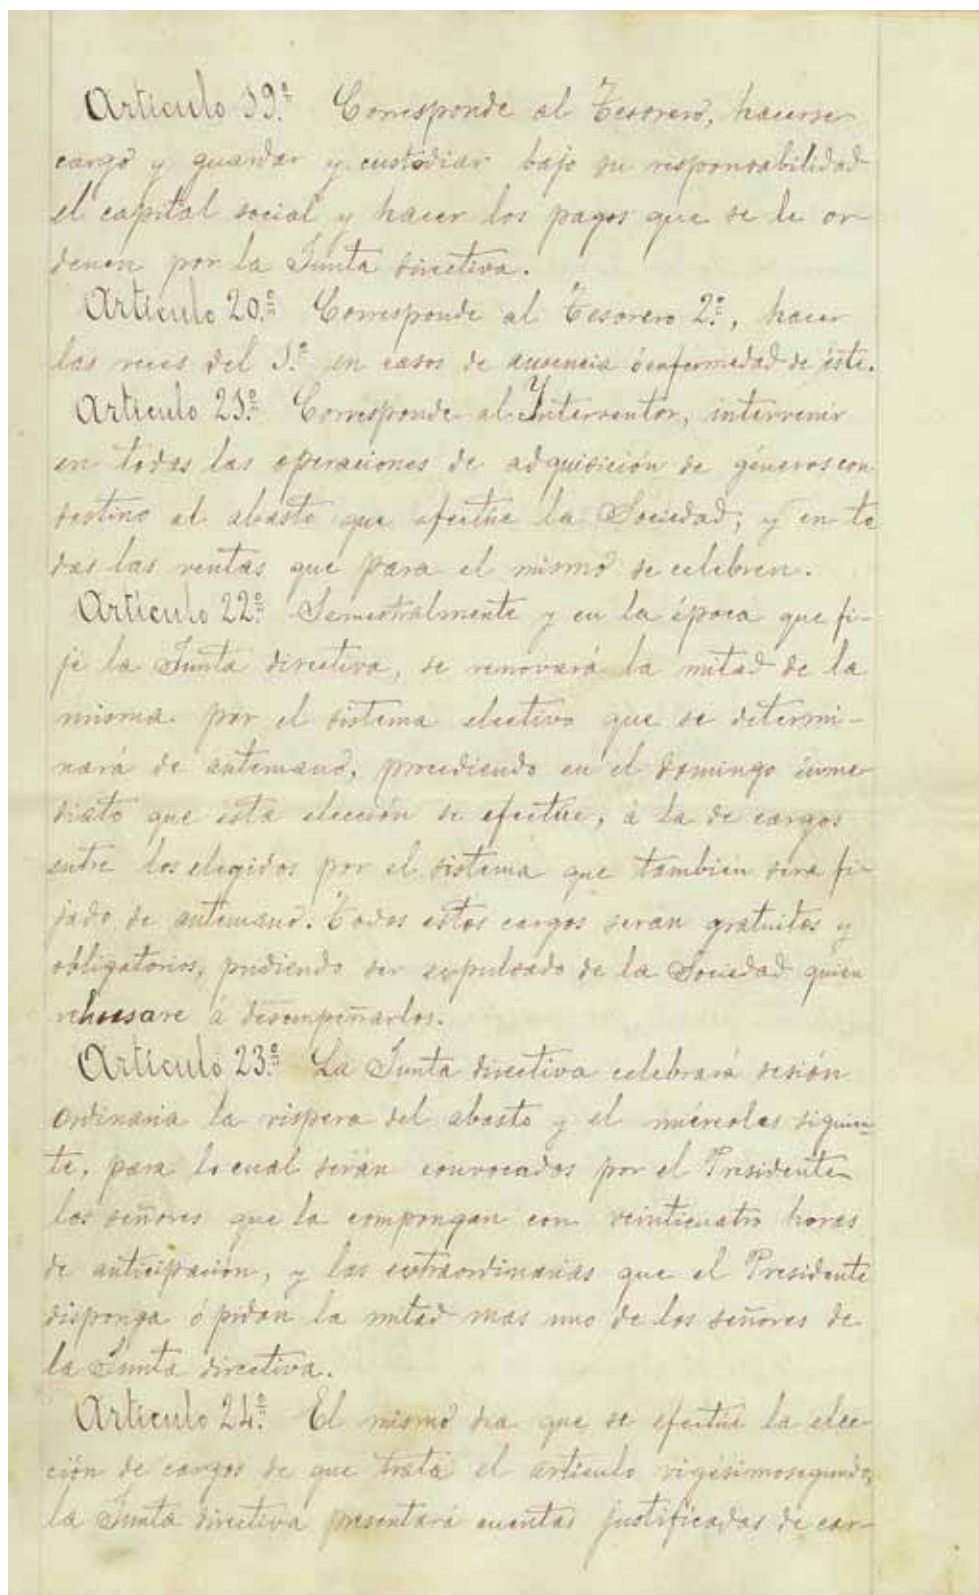 Artículo 19.º Corresponde al Tesorero, hacerse
cargo y guardar y custodiar bajo su responsabilidad
el capital social y hacer los pagos que se le or-
denen por la Junta directiva.
Artículo 20.º Corresponde al Tesorero 2.º, hacer
las veces del 1.º en casos de ausencia ó enfermedad de éste.
Artículo 21.º Corresponde al Interventor, intervenir
en todas las operaciones de adquisición de géneros con
destino al abasto que efectúe la Sociedad; y en to
das las ventas que para el mismo se celebren.
Artículo 22.º Semestralmente y en la época que fi-
je la Junta directiva, se renovará la mitad de la
misma por el sistema electivo que se determi-
nará de antemano, procediendo en el domingo inme-
diato que esta elección se efectúe, á la de cargos
entre los elegidos por el sistema que también sera fi-
jado de antemano. Todos estos cargos serán gratuitos y
obligatorios, pudiendo ser expulsado de la Sociedad quien
rehusare á desempeñarlos.
Artículo 23.º La Junta directiva celebrará sesión
ordinaria la vispera del abasto y el miércoles siguien-
te, para lo cual serán convocados por el Presidente
los señores que la compongan con veinticuatro horas
de anticipación, y las extraordinarias que el Presidente
disponga ó pidan la mitad mas uno de los señores de
la Junta directiva.
Artículo 24.º El mismo dia que se efectúe la elec-
ción de cargos de que trata el artículo vigésimosegundo,
la Junta directiva presentará cuentas justificadas de car-